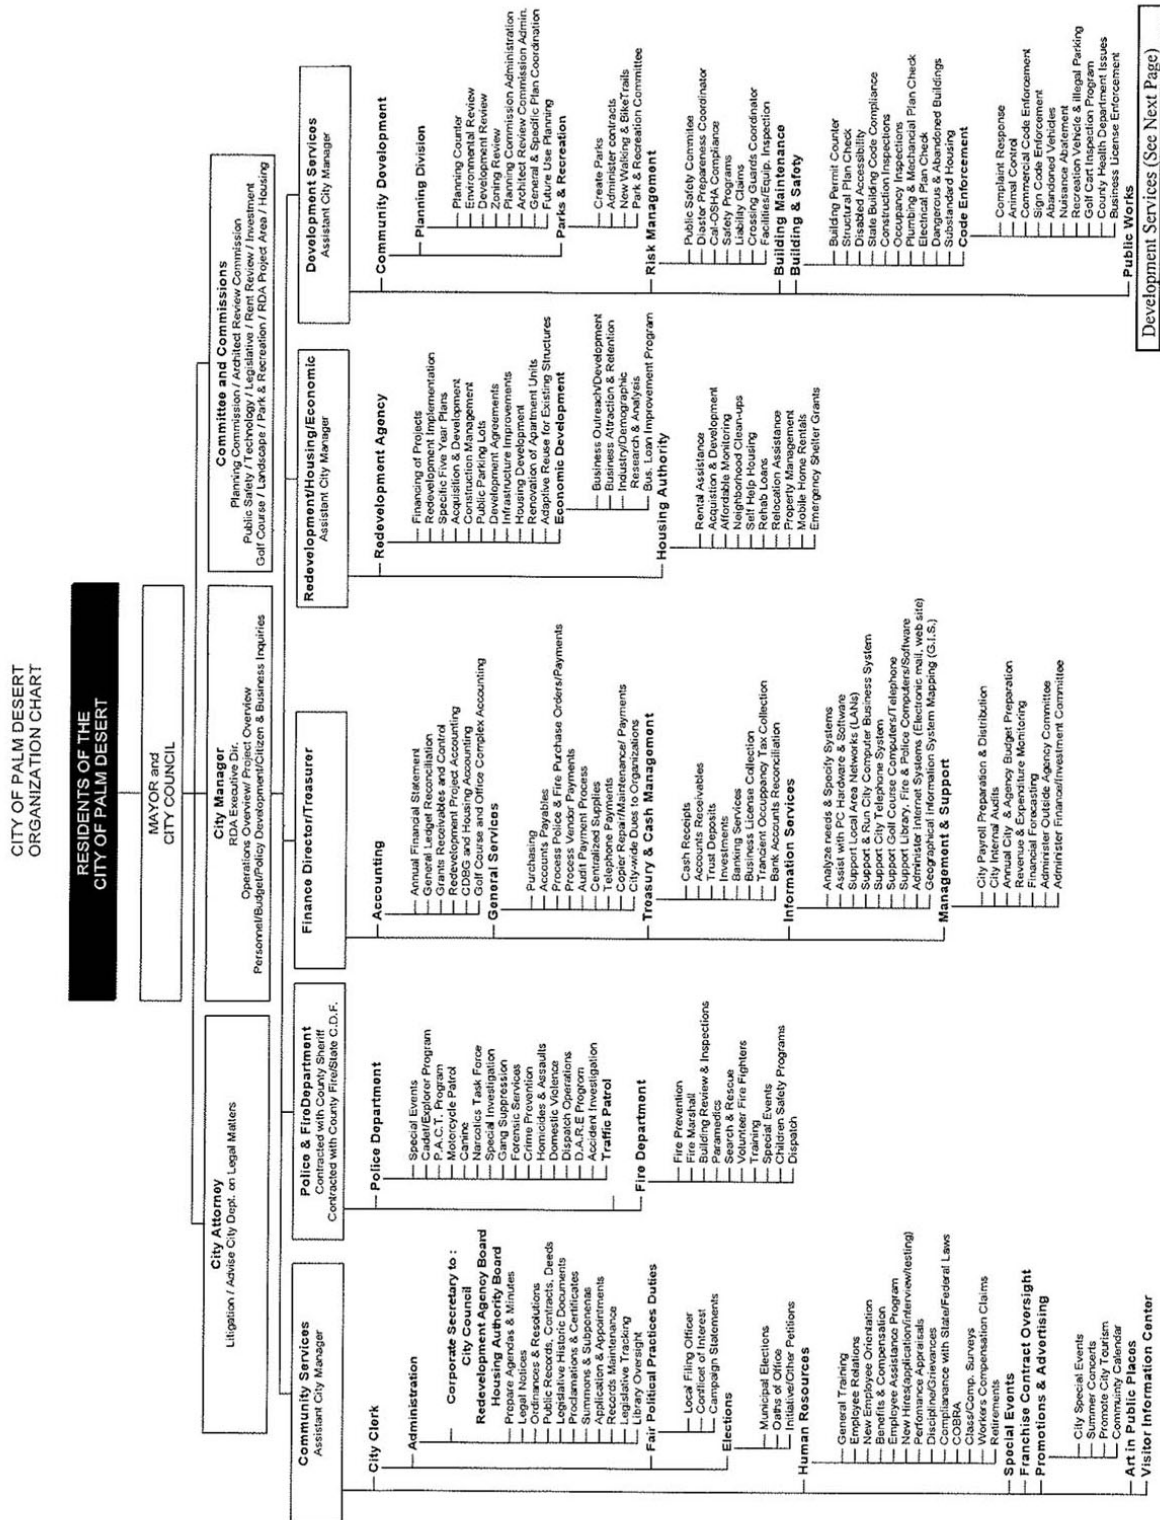 CITY OF PALM DESERT
ORGANIZATION CHART
RESIDENTS OF THE
CITY OF PALM DESERT
MAYOR and
CITY COUNCIL
City Attorney
Litigation / Advise City Dept. on Legal Matters
City Manager
RDA Executive Dir.
Operations Overview/ Project Overview
Personnel/Budget/Policy Development/Citizen & Business Inquiries
Committee and Commissions
Planning Commission / Architect Review Commission
Public Safety / Technology / Legislative / Rent Review / Investment
Golf Course / Landscape / Park & Recreation / RDA Project Area / Housing
Community Services
Assistant City Manager
City Clerk
Administration
Corporate Secretary to :
City Council
Redevelopment Agency Board
Housing Authority Board
Prepare Agendas & Minutes
Legal Notices
Ordinances & Resolutions
Public Records, Contracts, Deeds
Legislative Historic Documents
Proclamations & Certificates
Summons & Subponenas
Application & Appointments
Records Maintenance
Legislative Tracking
Library Oversight
Fair Political Practices Duties
Local Filing Officer
Conflicet of Interest
Campaign Statements
Elections
Municipal Elections
Oaths of Office
Initiative/Other Petitions
Human Resources
General Training
Employee Relations
New Employee Orientation
Benefits & Compensation
Employee Assistance Program
New Hires(application/interview/testing)
Perfomance Appraisals
Discipline/Grievances
Complianance with State/Federal Laws
COBRA
Class/Comp. Surveys
Workers Compensation Claims
Retirements
Special Events
Franchise Contract Oversight
Promotions & Advertising
City Special Events
Summer Concerts
Promote City Tourism
Communty Calendar
Art in Public Places
Visitor Information Center
Police & FireDepartment
Contracted with County Sheriff
Contracted with County Fire/State C.D.F.
Police Department
Special Events
Cadet/Explorer Program
P.A.C.T. Program
Motorcycle Patrol
Canine
Narcotics Task Force
Special Investigation
Gang Suppression
Forensic Services
Crime Prevention
Homicides & Assaults
Domestic Violence
Dispatch Operations
D.A.R.E Progrom
Accident Investigation
Traffic Patrol
Fire Department
Fire Prevention
Fire Marshall
Building Review & Inspections
Paramedics
Search & Rescue
Volunteer Fire Fighters
Training
Special Events
Children Safety Programs
Dispatch
Finance Director/Treasurer
Accounting
Annual Financial Statement
General Ledget Reconciliation
Grants Receivables and Control
Redevelopment Project Accounting
CDBG and Housing Accounting
Golf Course and Office Complex Accounting
General Services
Purchasing
Accounts Payables
Process Police & Fire Purchase Orders/Payments
Process Vendor Payments
Audit Payment Process
Centralized Supplies
Telephone Payments
Copier Repair/Maintenance/ Payments
City-wide Dues to Organizations
Treasury & Cash Management
Cash Receipts
Accounts Receivables
Trust Deposits
Investments
Banking Services
Business License Collection
Trancient Occupancy Tax Collection
Bank Accounts Reconciliation
Information Services
Analyze needs & Specify Systems
Assist with PC Hardware & Software
Support Local Area Networks (LANs)
Support & Run City Computer Business System
Support City Telephone Systems
Support Golf Course Computers/Telephone
Support Library, Fire & Police Computers/Software
Administer Internet Systems (Electronic mail, web site)
Geographical Information System Mapping (G.I.S.)
Management & Support
City Payroll Preparation & Distribution
City Internal Audits
Annual City & Agency Budget Preparation
Revenue & Expenditure Monitoring
Financial Forecasting
Administer Outside Agency Committee
Administer Finance/Investment Committee
Redevelopment/Housing/Economic
Assistant City Manager
Redevelopment Agency
Financing of Projects
Redevelopment Implementation
Specific Five Year Plans
Acquisition & Development
Construction Management
Public Parking Lots
Development Agreements
Infrastructure Improvements
Housing Development
Renovation of Apartment Units
Adaptive Reuse for Existing Structures
Economic Development
Business Outreach/Development
Business Attraction & Retention
Industry/Demographic
Research & Analysis
Bus. Loan Improvement Program
Housing Authority
Rental Assistance
Acquistion & Development
Affordable Monitoring
Neighborhood Clean-ups
Self Help Housing
Rehab Loans
Relocation Assistance
Property Management
Mobile Home Rentals
Emergency Shelter Grants
Development Services
Assistant City Manager
Community Development
Planning Division
Planning Counter
Environmental Review
Development Review
Zoning Review
Planning Commission Administration
Architect Review Commission Admin.
General & Specific Plan Coordination
Future Use Planning
Parks & Recreation
Create Parks
Administer contracts
New Walking & BikeTrails
Park & Recreation Committee
Risk Management
Public Safety Commitee
Disaster Preparedness Coordinator
Cal-OSHA Compliance
Safety Programs
Liability Claims
Crossing Guards Coordinator
Facilities/Equip. Inspection
Building Maintenance
Building & Safety
Building Permit Counter
Structural Plan Check
Disabled Accessibility
State Building Code Compliance
Construction Inspections
Occupancy Inspections
Plumbing & Mechanical Plan Check
Electrical Plan Check
Dangerous & Abandoned Buildings
Substandard Housing
Code Enforcement
Complaint Response
Animal Control
Commercial Code Enforcement
Sign Code Enforcement
Abandoned Vehicles
Nuisance Abatement
Recreation Vehicle & illegal Parking
Golf Cart Inspection Program
County Health Department Issues
Business License Enforcement
Public Works
Development Services (See Next Page)